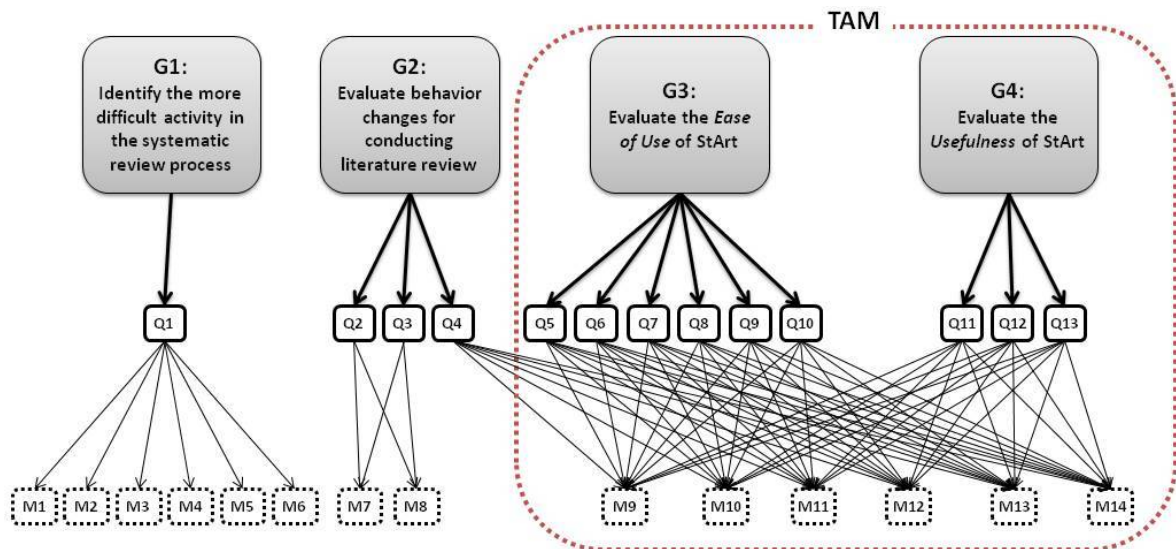 TAM
G1:
Identify the more
difficult activity in
the systematic
review process
G2:
Evaluate behavior
changes for
conducting
literature review
G3:
Evaluate the Ease
of Use of StArt
G4:
Evaluate the
Usefulness of StArt
Q1
Q2
Q3
Q4
Q5
Q6
Q7
Q8
Q9
Q10
Q11
Q12
Q13
M1
M2
M3
M4
M5
M6
M7
M8
M9
M10
M11
M12
M13
M14